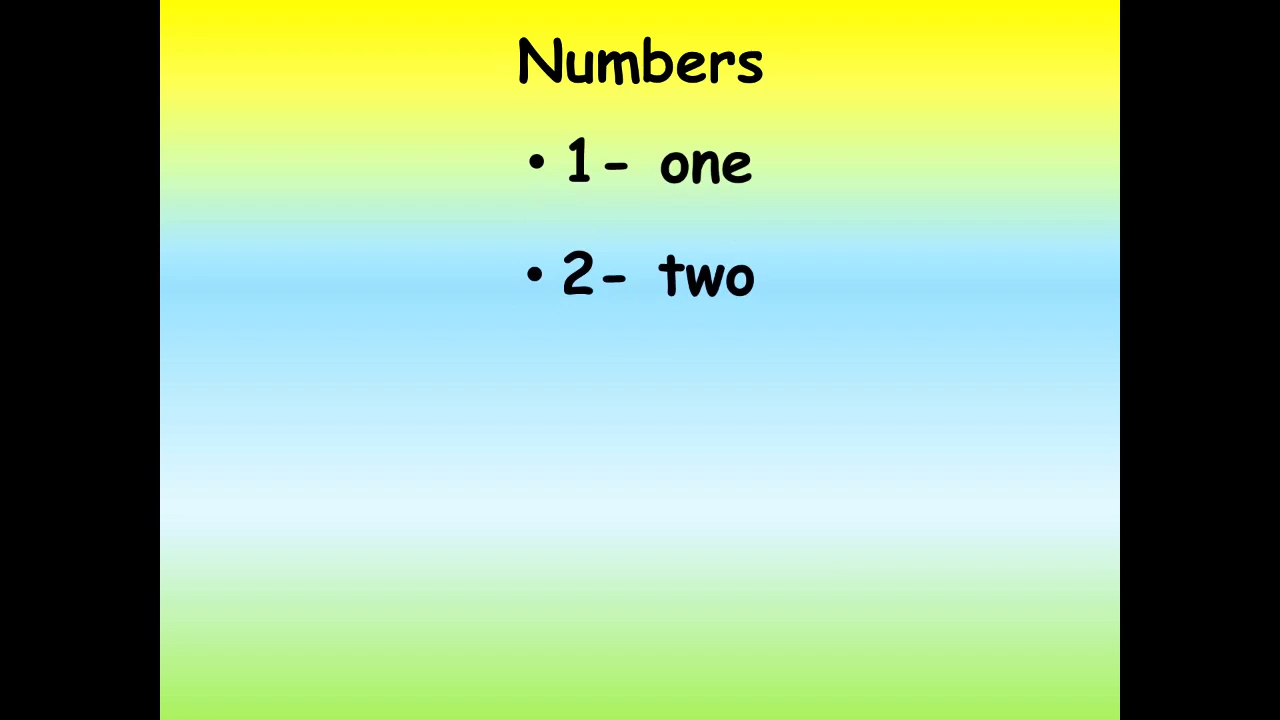 Numbers
• 1- one
• 2- two